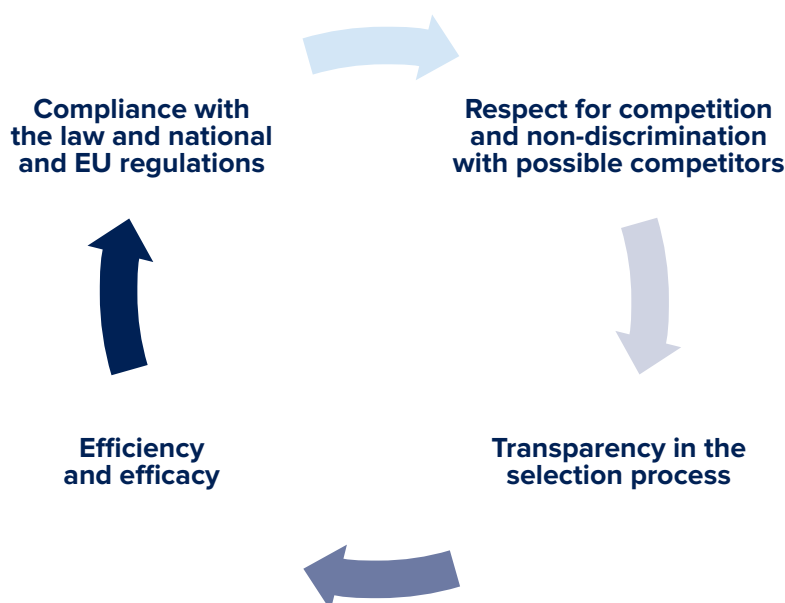 Compliance with
the law and national
and EU regulations
Respect for competition
and non-discrimination
with possible competitors
Efficiency
and efficacy
Transparency in the
selection process